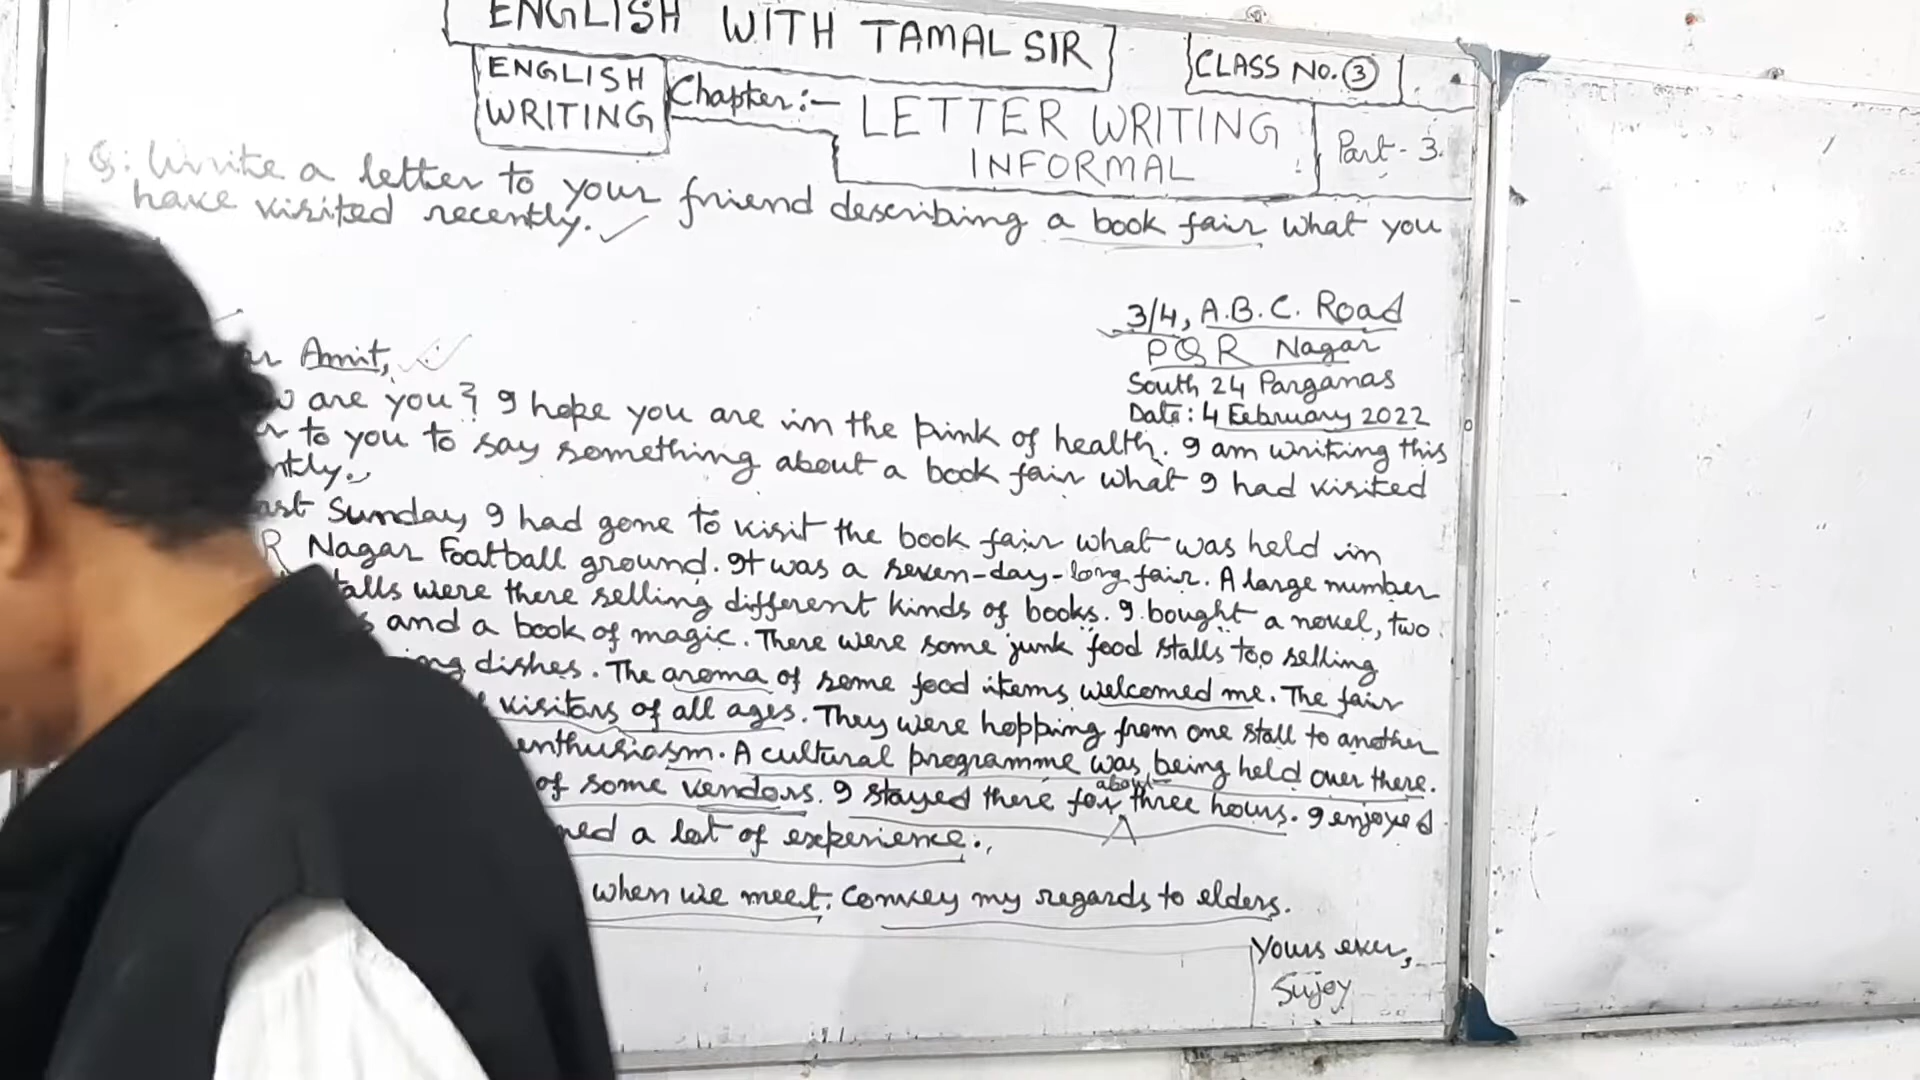 ENGLISH WITH TAMAL SIR
CLASS NO. 3
ENGLISH WRITING
Chapter:-
LETTER WRITING
INFORMAL
Part - 3
Q: Write a letter to your friend describing a book fair what you
have visited recently.
3/4, A.B.C. Road
PQR Nagar
South 24 Parganas
Date: 4 February 2022
Amit,
are you? I hope you are in the pink of health. I am writing this
to you to say something about a book fair what I had visited
ast Sunday I had gone to visit the book fair what was held in
R Nagar Football ground. It was a seven-day-long fair. A large number
talls were there selling different kinds of books. I bought a novel, two
and a book of magic. There were some junk food stalls too selling
dishes. The aroma of some food items welcomed me. The fair
visitors of all ages. They were hopping from one stall to another
enthusiasm. A cultural programme was being held over there.
of some vendors. I stayed there for about three hours. I enjoyed
ned a lot of experience.
when we meet. Convey my regards to elders.
Yours ever,
Sujoy